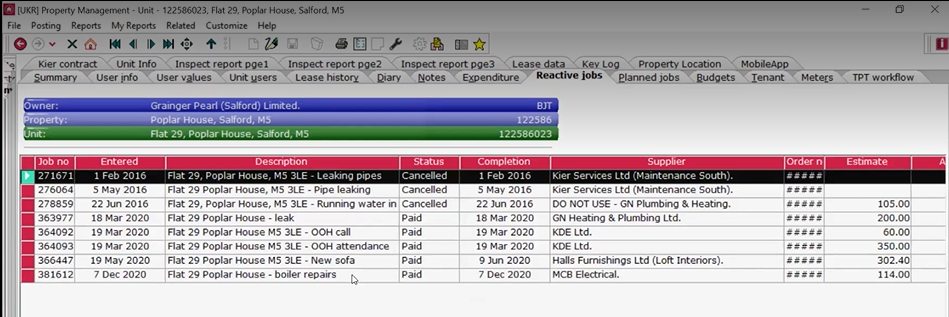 [UKR] Property Management - Unit - 122586023, Flat 29, Poplar House, Salford, M5
File Posting Reports My Reports Related Customize Help
Kier contract Unit Info Inspect report pge1 Inspect report pge2 Inspect report pge3 Lease data Key Log Property Location MobileApp
Summary User info User values Unit users Lease history Diary Notes Expenditure Reactive jobs Planned jobs Budgets Tenant Meters TPT workflow
Owner: Grainger Pearl (Salford) Limited. BJT
Property: Poplar House, Salford, M5 122586
Unit: Flat 29, Poplar House, Salford, M5 122586023
Job no Entered Description Status Completion Supplier Order n Estimate A
271671 1 Feb 2016 Flat 29, Poplar House, M5 3LE - Leaking pipes Cancelled 1 Feb 2016 Kier Services Ltd (Maintenance South). #####
276064 5 May 2016 Flat 29, Poplar House, M5 3LE - Pipe leaking Cancelled 5 May 2016 Kier Services Ltd (Maintenance South). #####
278859 22 Jun 2016 Flat 29, Poplar House, M5 3LE - Running water in Cancelled 22 Jun 2016 DO NOT USE - GN Plumbing & Heating. ##### 105.00
363977 18 Mar 2020 Flat 29 Poplar House - leak Paid 18 Mar 2020 GN Heating & Plumbing Ltd. ##### 200.00
364092 19 Mar 2020 Flat 29 Poplar House M5 3LE - OOH call Paid 19 Mar 2020 KDE Ltd. ##### 60.00
364093 19 Mar 2020 Flat 29 Poplar House M5 3LE - OOH attendance Paid 19 Mar 2020 KDE Ltd. ##### 350.00
366447 19 May 2020 Flat 29 Poplar House M5 3LE - New sofa Paid 9 Jun 2020 Halls Furnishings Ltd (Loft Interiors). ##### 302.40
381612 7 Dec 2020 Flat 29 Poplar House - boiler repairs Paid 7 Dec 2020 MCB Electrical. ##### 114.00